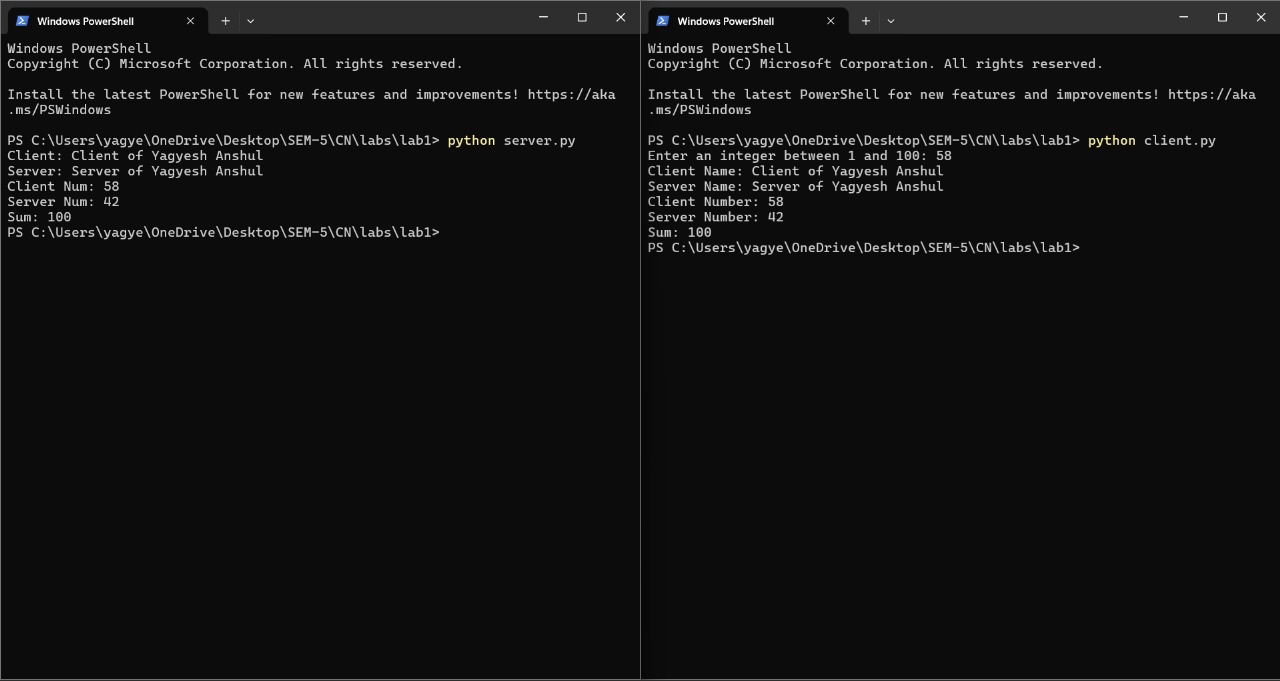 Windows PowerShell
Windows PowerShell
Copyright (C) Microsoft Corporation. All rights reserved.
Install the latest PowerShell for new features and improvements! https://aka
.ms/PSWindows
PS C:\Users\yagye\OneDrive\Desktop\SEM-5\CN\labs\lab1> python server.py
Client: Client of Yagyesh Anshul
Server: Server of Yagyesh Anshul
Client Num: 58
Server Num: 42
Sum: 100
PS C:\Users\yagye\OneDrive\Desktop\SEM-5\CN\labs\lab1>
Windows PowerShell
Windows PowerShell
Copyright (C) Microsoft Corporation. All rights reserved.
Install the latest PowerShell for new features and improvements! https://aka
.ms/PSWindows
PS C:\Users\yagye\OneDrive\Desktop\SEM-5\CN\labs\lab1> python client.py
Enter an integer between 1 and 100: 58
Client Name: Client of Yagyesh Anshul
Server Name: Server of Yagyesh Anshul
Client Number: 58
Server Number: 42
Sum: 100
PS C:\Users\yagye\OneDrive\Desktop\SEM-5\CN\labs\lab1>